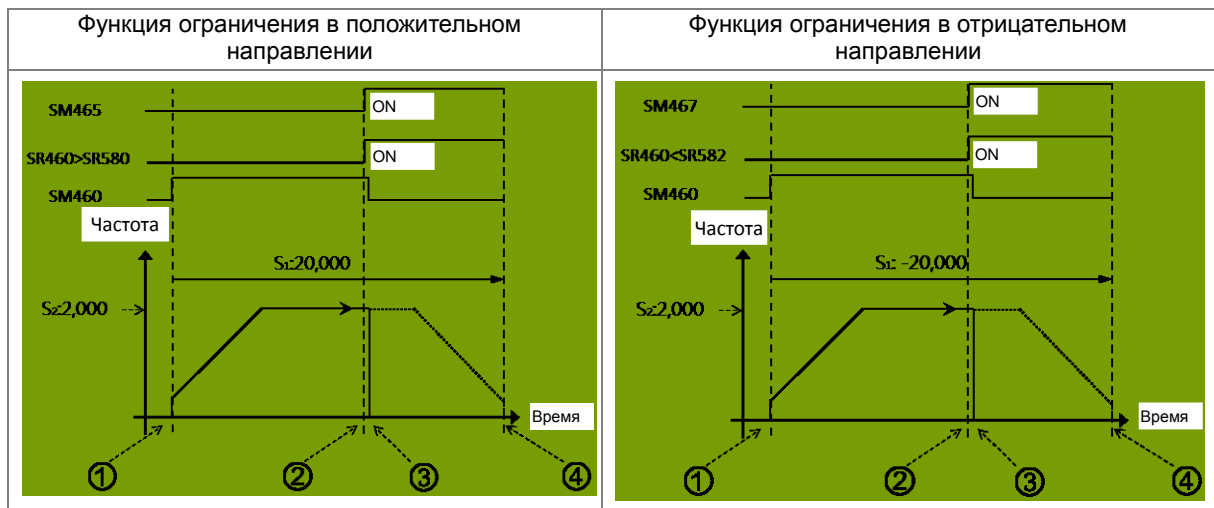 Функция ограничения в положительном
направлении
Функция ограничения в отрицательном
направлении
SM465
ON
SR460>SR580
ON
SM460
Частота
S1:20,000
S2:2,000
Время
① ② ③ ④
SM467
ON
SR460<SR582
ON
SM460
Частота
S1: -20,000
S2:2,000
Время
① ② ③ ④